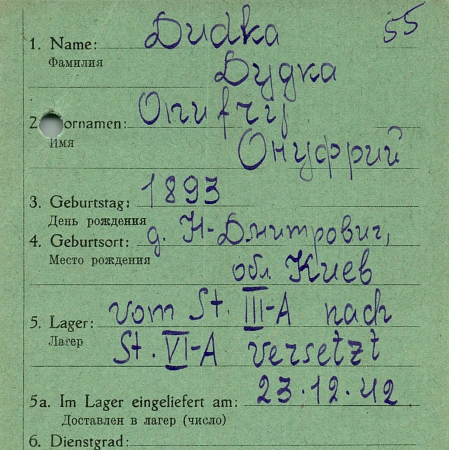 55
1. Name: Dudka
Фамилия
Дудка
2. Vornamen: Onufrij
Имя
Онуфрий
3. Geburtstag: 1893
День рождения
4. Geburtsort: д. Н-Дмитрович,
Место рождения
обл Киев
5. Lager: vom St. III-A nach
Лагер
St. VI-A versetzt
5a. Im Lager eingeliefert am: 23.12.42
Доставлен в лагер (число)
6. Dienstgrad: